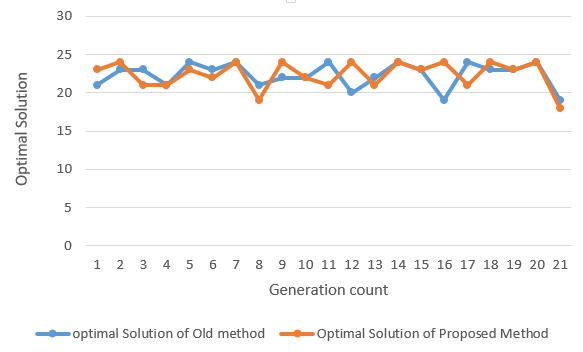 30
25
20
15
10
5
0
Optimal Solution
1 2 3 4 5 6 7 8 9 10 11 12 13 14 15 16 17 18 19 20 21
Generation count
optimal Solution of Old method
Optimal Solution of Proposed Method